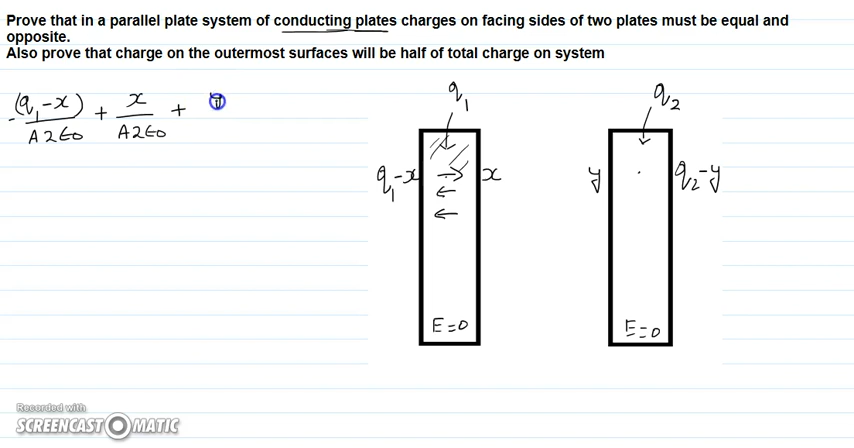 Prove that in a parallel plate system of conducting plates charges on facing sides of two plates must be equal and
opposite.
Also prove that charge on the outermost surfaces will be half of total charge on system
-(q₁-x)/A2ϵ0 + x/A2ϵ0 +
q₁
q₂
q₁-x
x
y
q₂-y
E=0
E=0
Recorded with
SCREENCAST MATIC